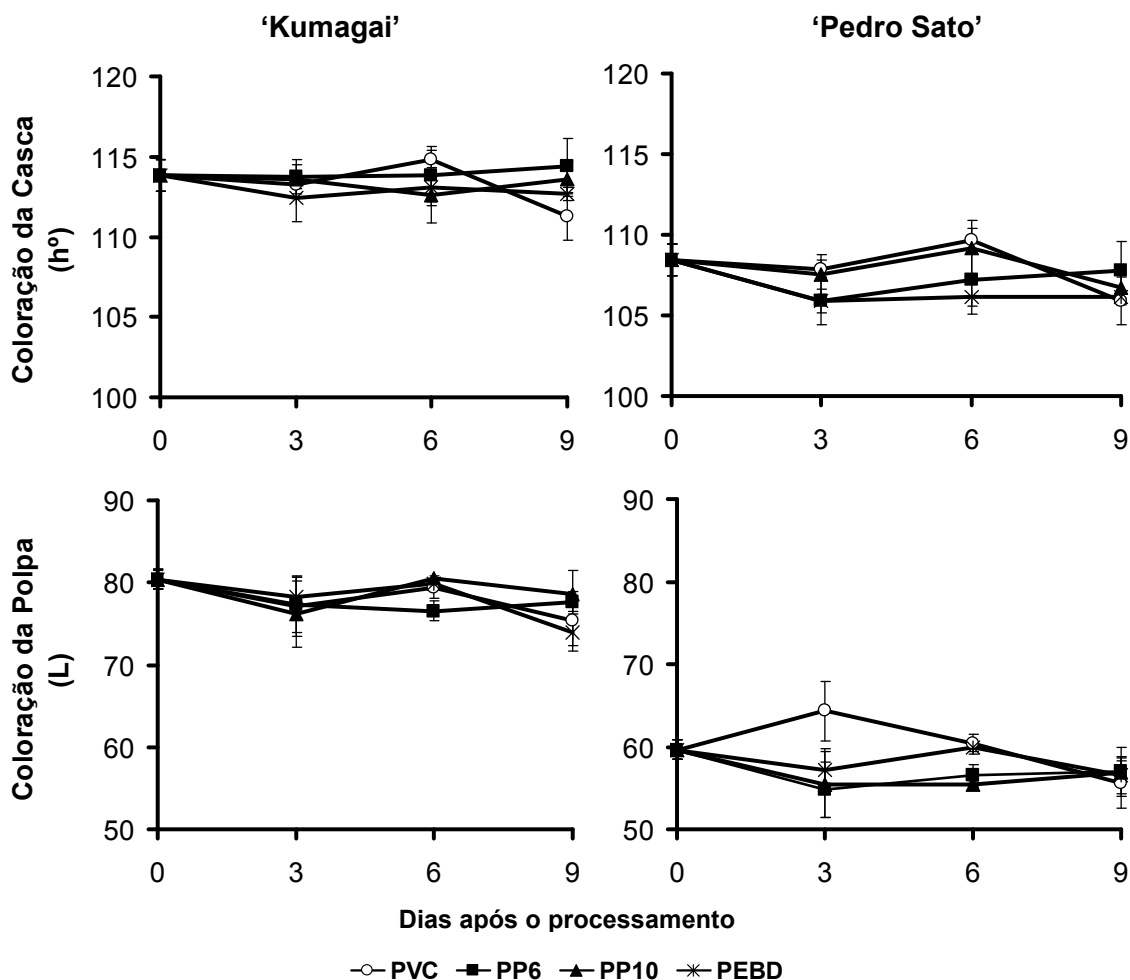 ‘Kumagai’
‘Pedro Sato’
Coloração da Casca
(hº)
120
115
110
105
100
0 3 6 9
120
115
110
105
100
0 3 6 9
Coloração da Polpa
(L)
90
80
70
60
50
0 3 6 9
90
80
70
60
50
0 3 6 9
Dias após o processamento
PVC PP6 PP10 PEBD